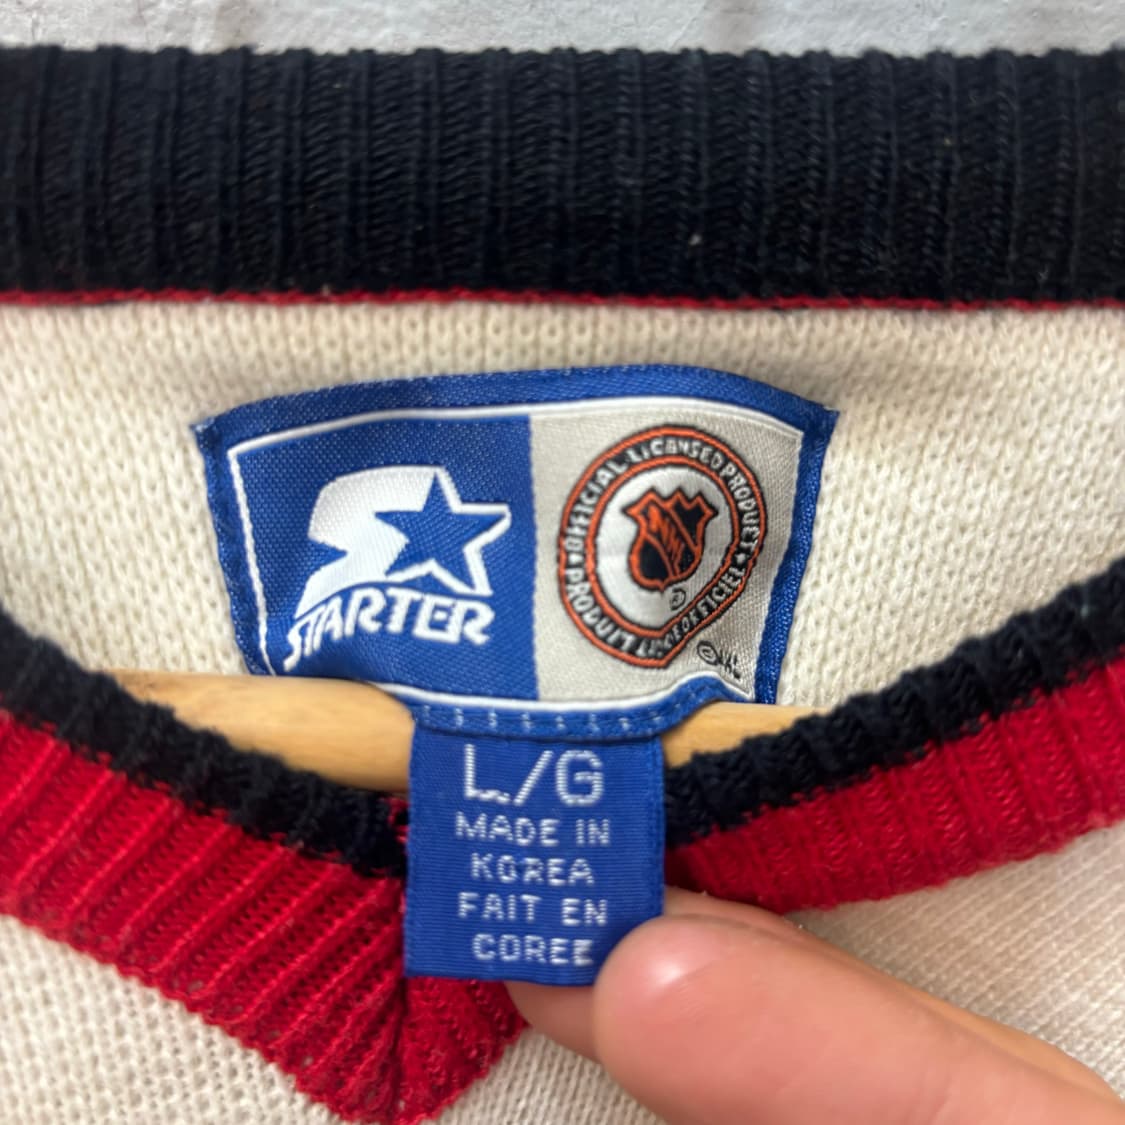 STARTER
OFFICIAL LICENSED PRODUCT
PRODUIT LICENCE OFFICIEL
L/G
MADE IN
KOREA
FAIT EN
COREE